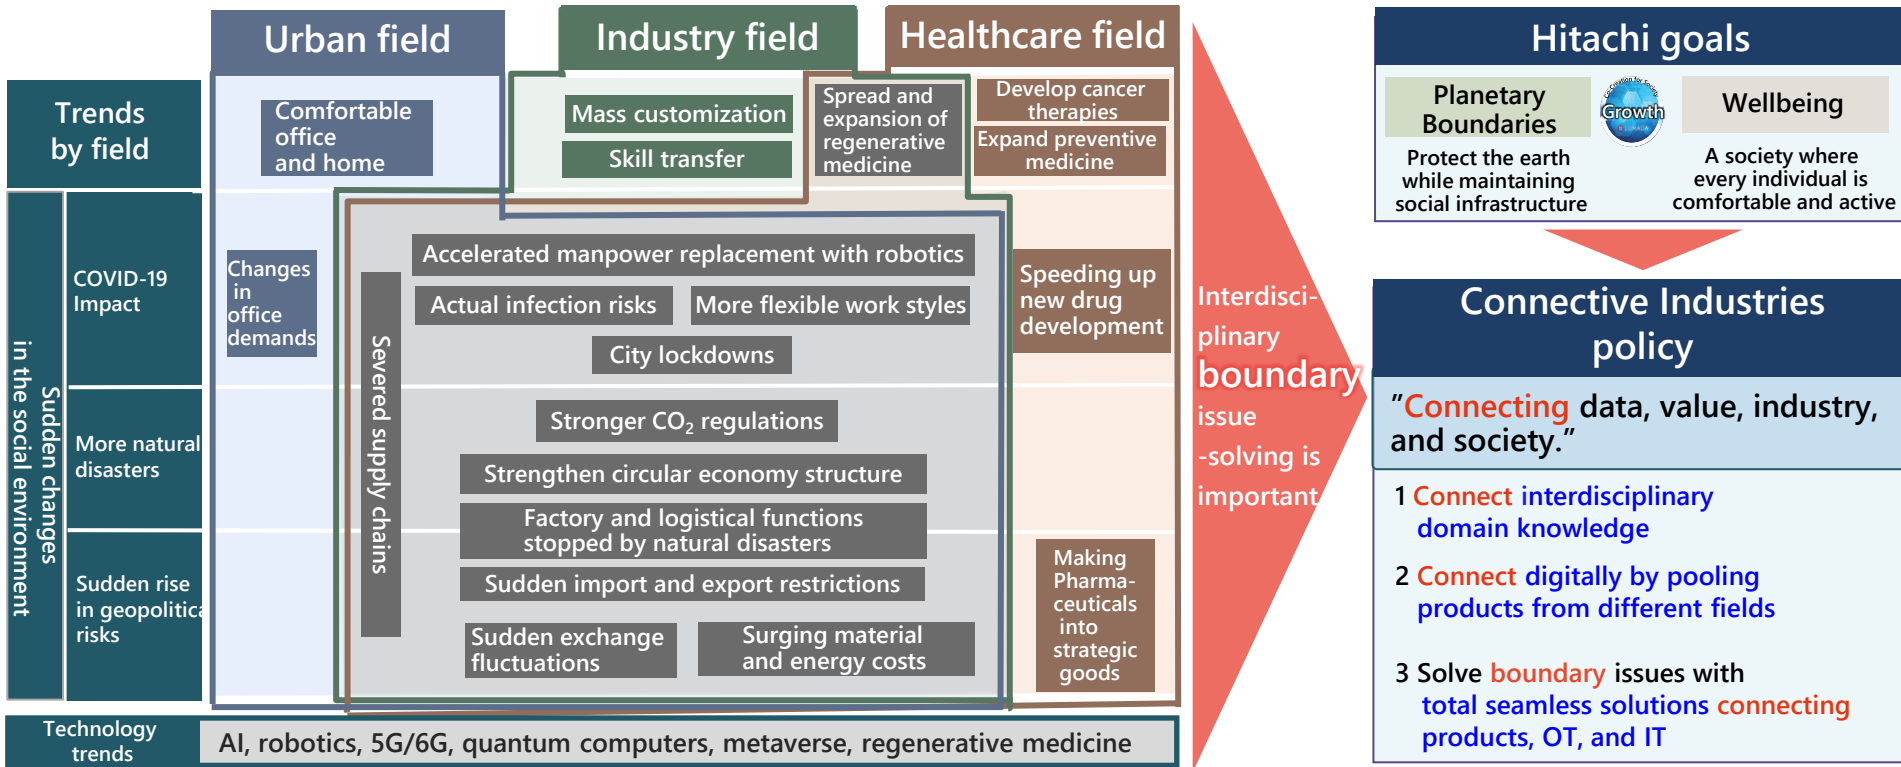 Urban field
Industry field
Healthcare field
Trends
by field
Comfortable
office
and home
Mass customization
Skill transfer
Spread and
expansion of
regenerative
medicine
Develop cancer
therapies
Expand preventive
medicine
Sudden changes
in the social environment
COVID-19
Impact
Changes
in
office
demands
Severed supply chains
Accelerated manpower replacement with robotics
Actual infection risks
More flexible work styles
City lockdowns
Speeding up
new drug
development
More natural
disasters
Stronger CO₂ regulations
Strengthen circular economy structure
Factory and logistical functions
stopped by natural disasters
Sudden rise
in geopolitica
risks
Sudden import and export restrictions
Sudden exchange
fluctuations
Surging material
and energy costs
Making
Pharma-
ceuticals
into
strategic
goods
Technology
trends
AI, robotics, 5G/6G, quantum computers, metaverse, regenerative medicine
Interdisci-
plinary
boundary
issue
-solving is
important
Hitachi goals
Planetary
Boundaries
Protect the earth
while maintaining
social infrastructure
Co-Creation for Society
Growth
LUMADA
Wellbeing
A society where
every individual is
comfortable and active
Connective Industries
policy
"Connecting data, value, industry,
and society."
1 Connect interdisciplinary
domain knowledge
2 Connect digitally by pooling
products from different fields
3 Solve boundary issues with
total seamless solutions connecting
products, OT, and IT